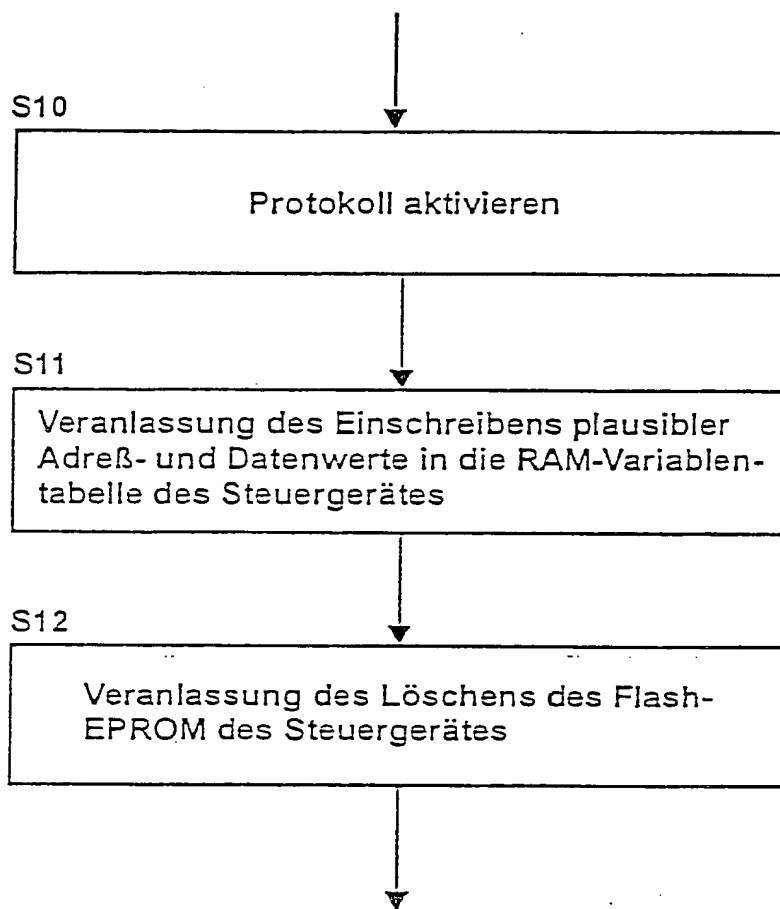 S10
Protokoll aktivieren
S11
Veranlassung des Einschreibens plausibler
Adreß- und Datenwerte in die RAM-Variablen-
tabelle des Steuergerätes
S12
Veranlassung des Löschens des Flash-
EPROM des Steuergerätes